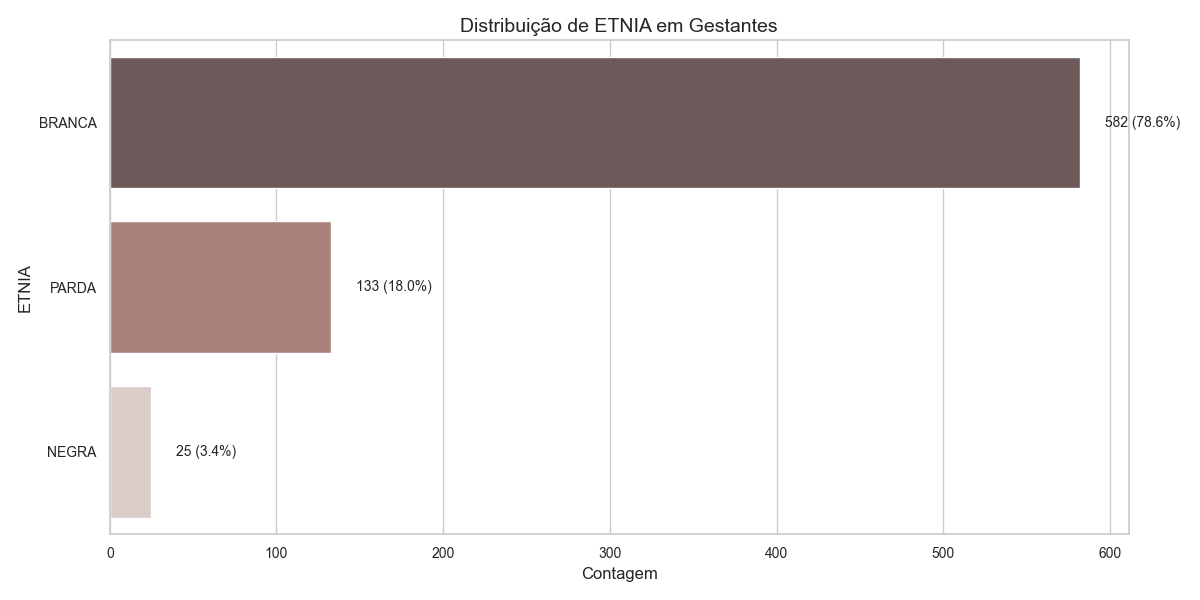 Distribuição de ETNIA em Gestantes
BRANCA
582 (78.6%)
PARDA
133 (18.0%)
NEGRA
25 (3.4%)
ETNIA
0
100
200
300
400
500
600
Contagem